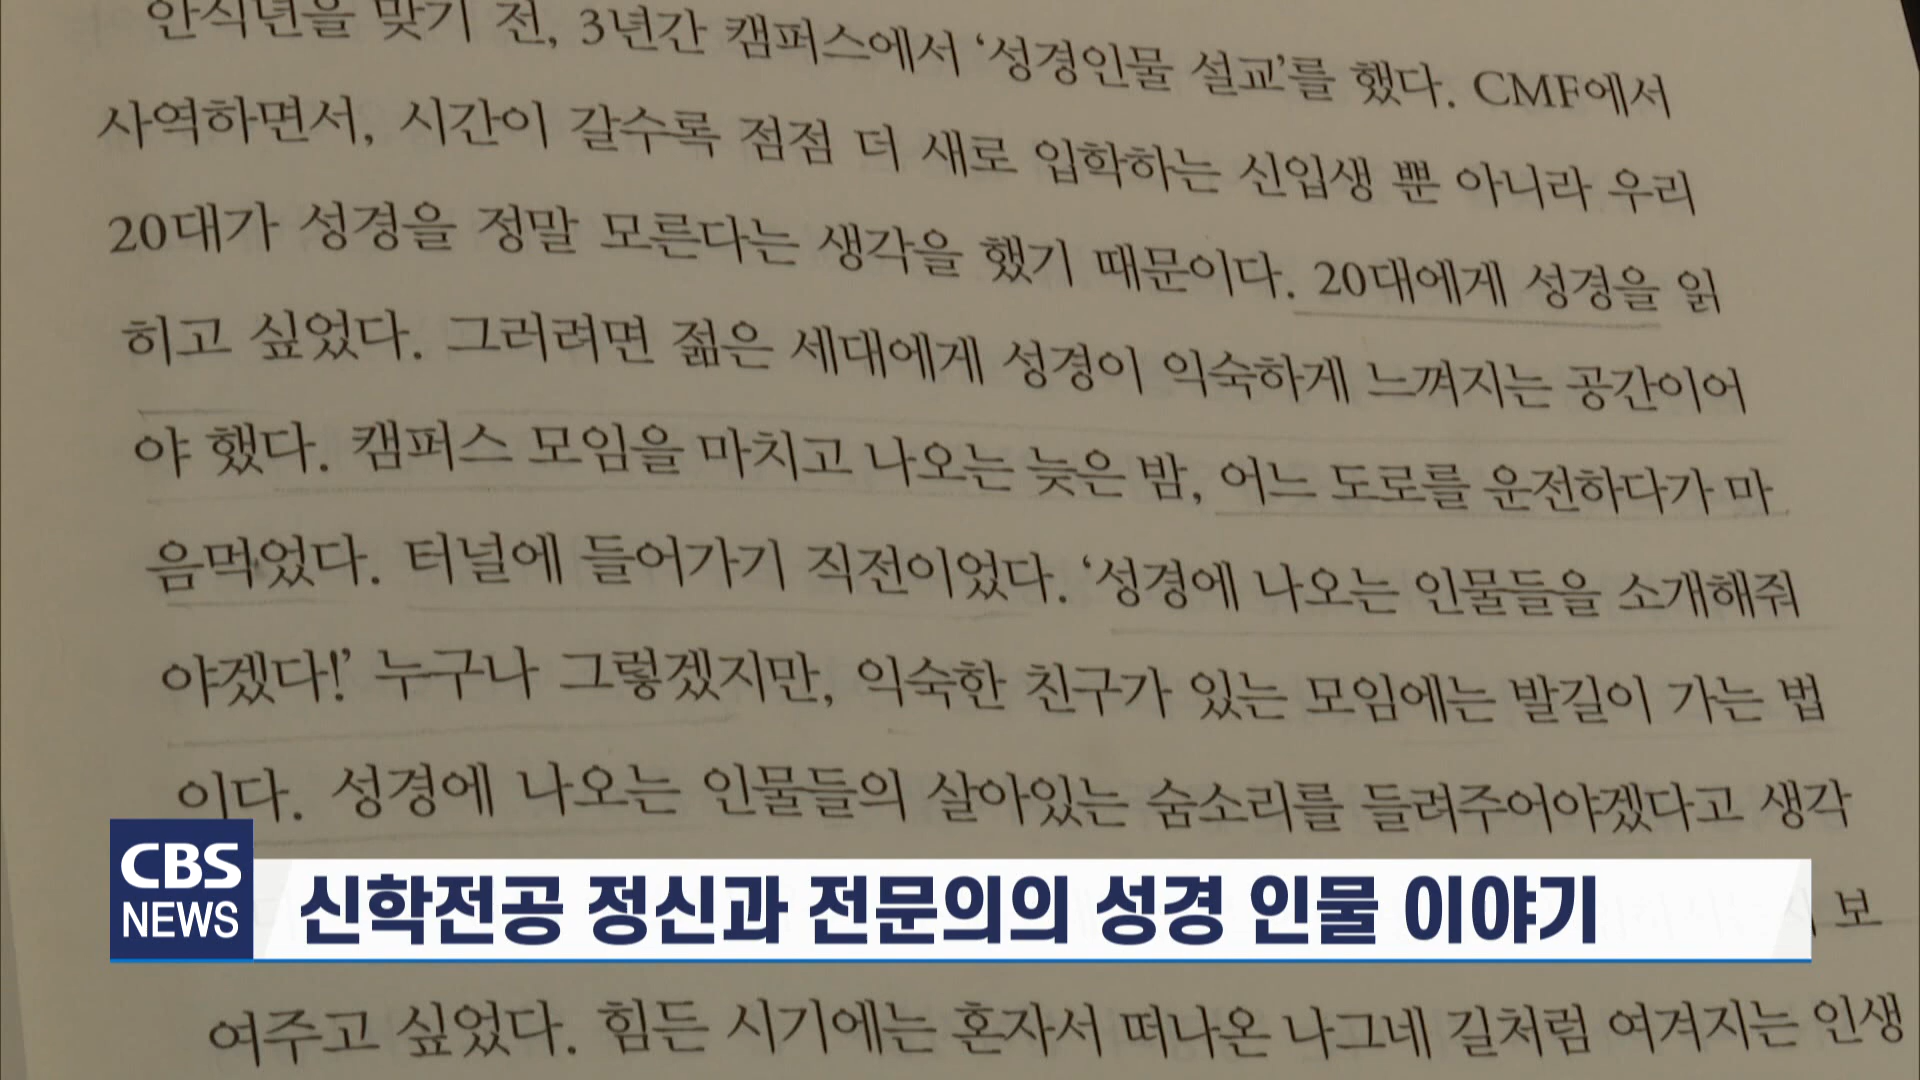 안식년을 맞기 전, 3년간 캠퍼스에서 ‘성경인물 설교’를 했다. CMF에서
사역하면서, 시간이 갈수록 점점 더 새로 입학하는 신입생 뿐 아니라 우리
20대가 성경을 정말 모른다는 생각을 했기 때문이다. 20대에게 성경을 읽
히고 싶었다. 그러려면 젊은 세대에게 성경이 익숙하게 느껴지는 공간이어
야 했다. 캠퍼스 모임을 마치고 나오는 늦은 밤, 어느 도로를 운전하다가 마
음먹었다. 터널에 들어가기 직전이었다. ‘성경에 나오는 인물들을 소개해줘
야겠다!’ 누구나 그렇겠지만, 익숙한 친구가 있는 모임에는 발길이 가는 법
이다. 성경에 나오는 인물들의 살아있는 숨소리를 들려주어야겠다고 생각
보
CBS
NEWS
신학전공 정신과 전문의의 성경 인물 이야기
여주고 싶었다. 힘든 시기에는 혼자서 떠나온 나그네 길처럼 여겨지는 인생